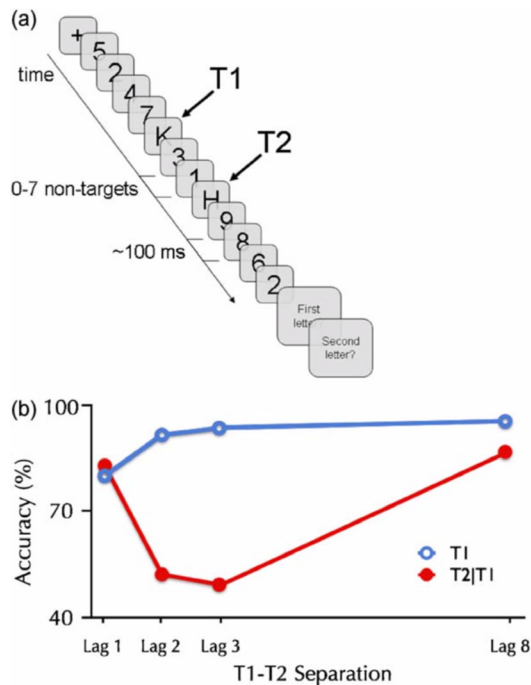 (a)
+
5
2
4
7
K
3
1
H
9
8
6
2
First
letter?
Second
letter?
time
T1
T2
0-7 non-targets
~100 ms
(b)
100
70
40
Accuracy (%)
T1
T2|T1
Lag 1 Lag 2 Lag 3 Lag 8
T1-T2 Separation